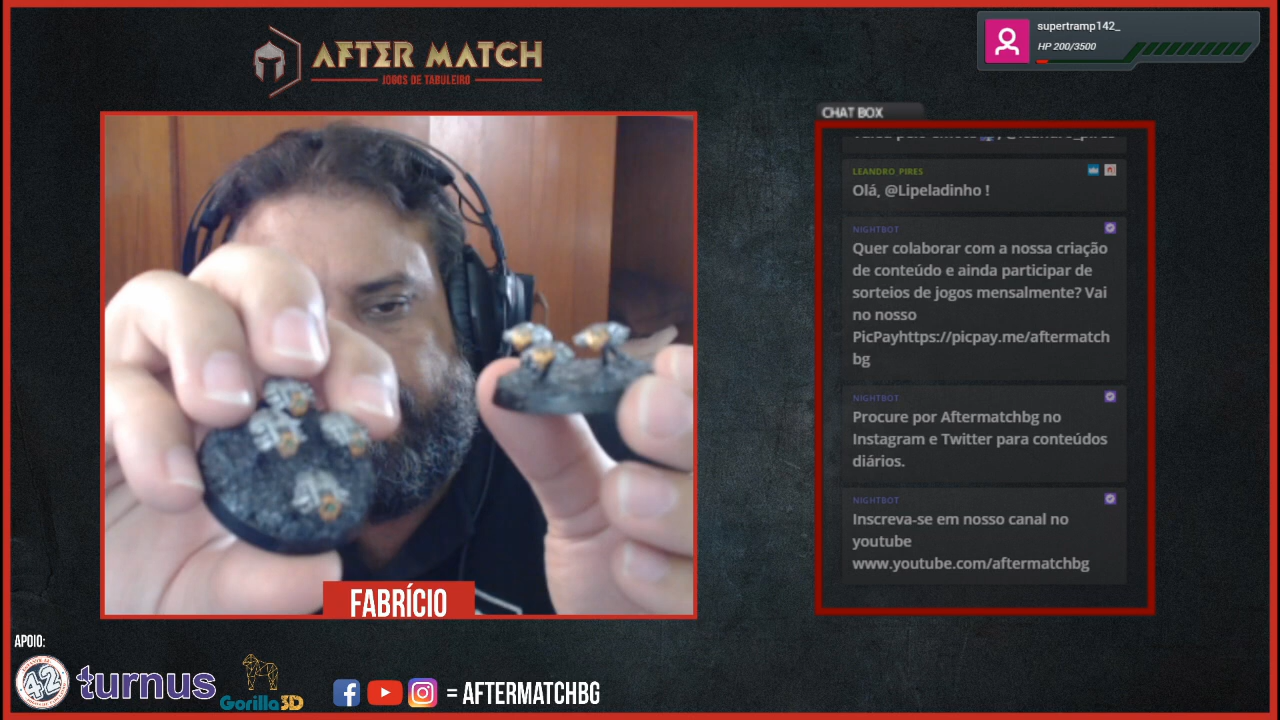 AFTER MATCH
JOGOS DE TABULEIRO
supertramp142_
HP 200/3500
CHAT BOX
LEANDRO_PIRES
Olá, @Lipeladinho !
NIGHTBOT
Quer colaborar com a nossa criação
de conteúdo e ainda participar de
sorteios de jogos mensalmente? Vai
no nosso
PicPayhttps://picpay.me/aftermatch
bg
NIGHTBOT
Procure por Aftermatchbg no
Instagram e Twitter para conteúdos
diários.
NIGHTBOT
Inscreva-se em nosso canal no
youtube
www.youtube.com/aftermatchbg
FABRÍCIO
APOIO:
42
turnus
Gorilla3D
= AFTERMATCHBG